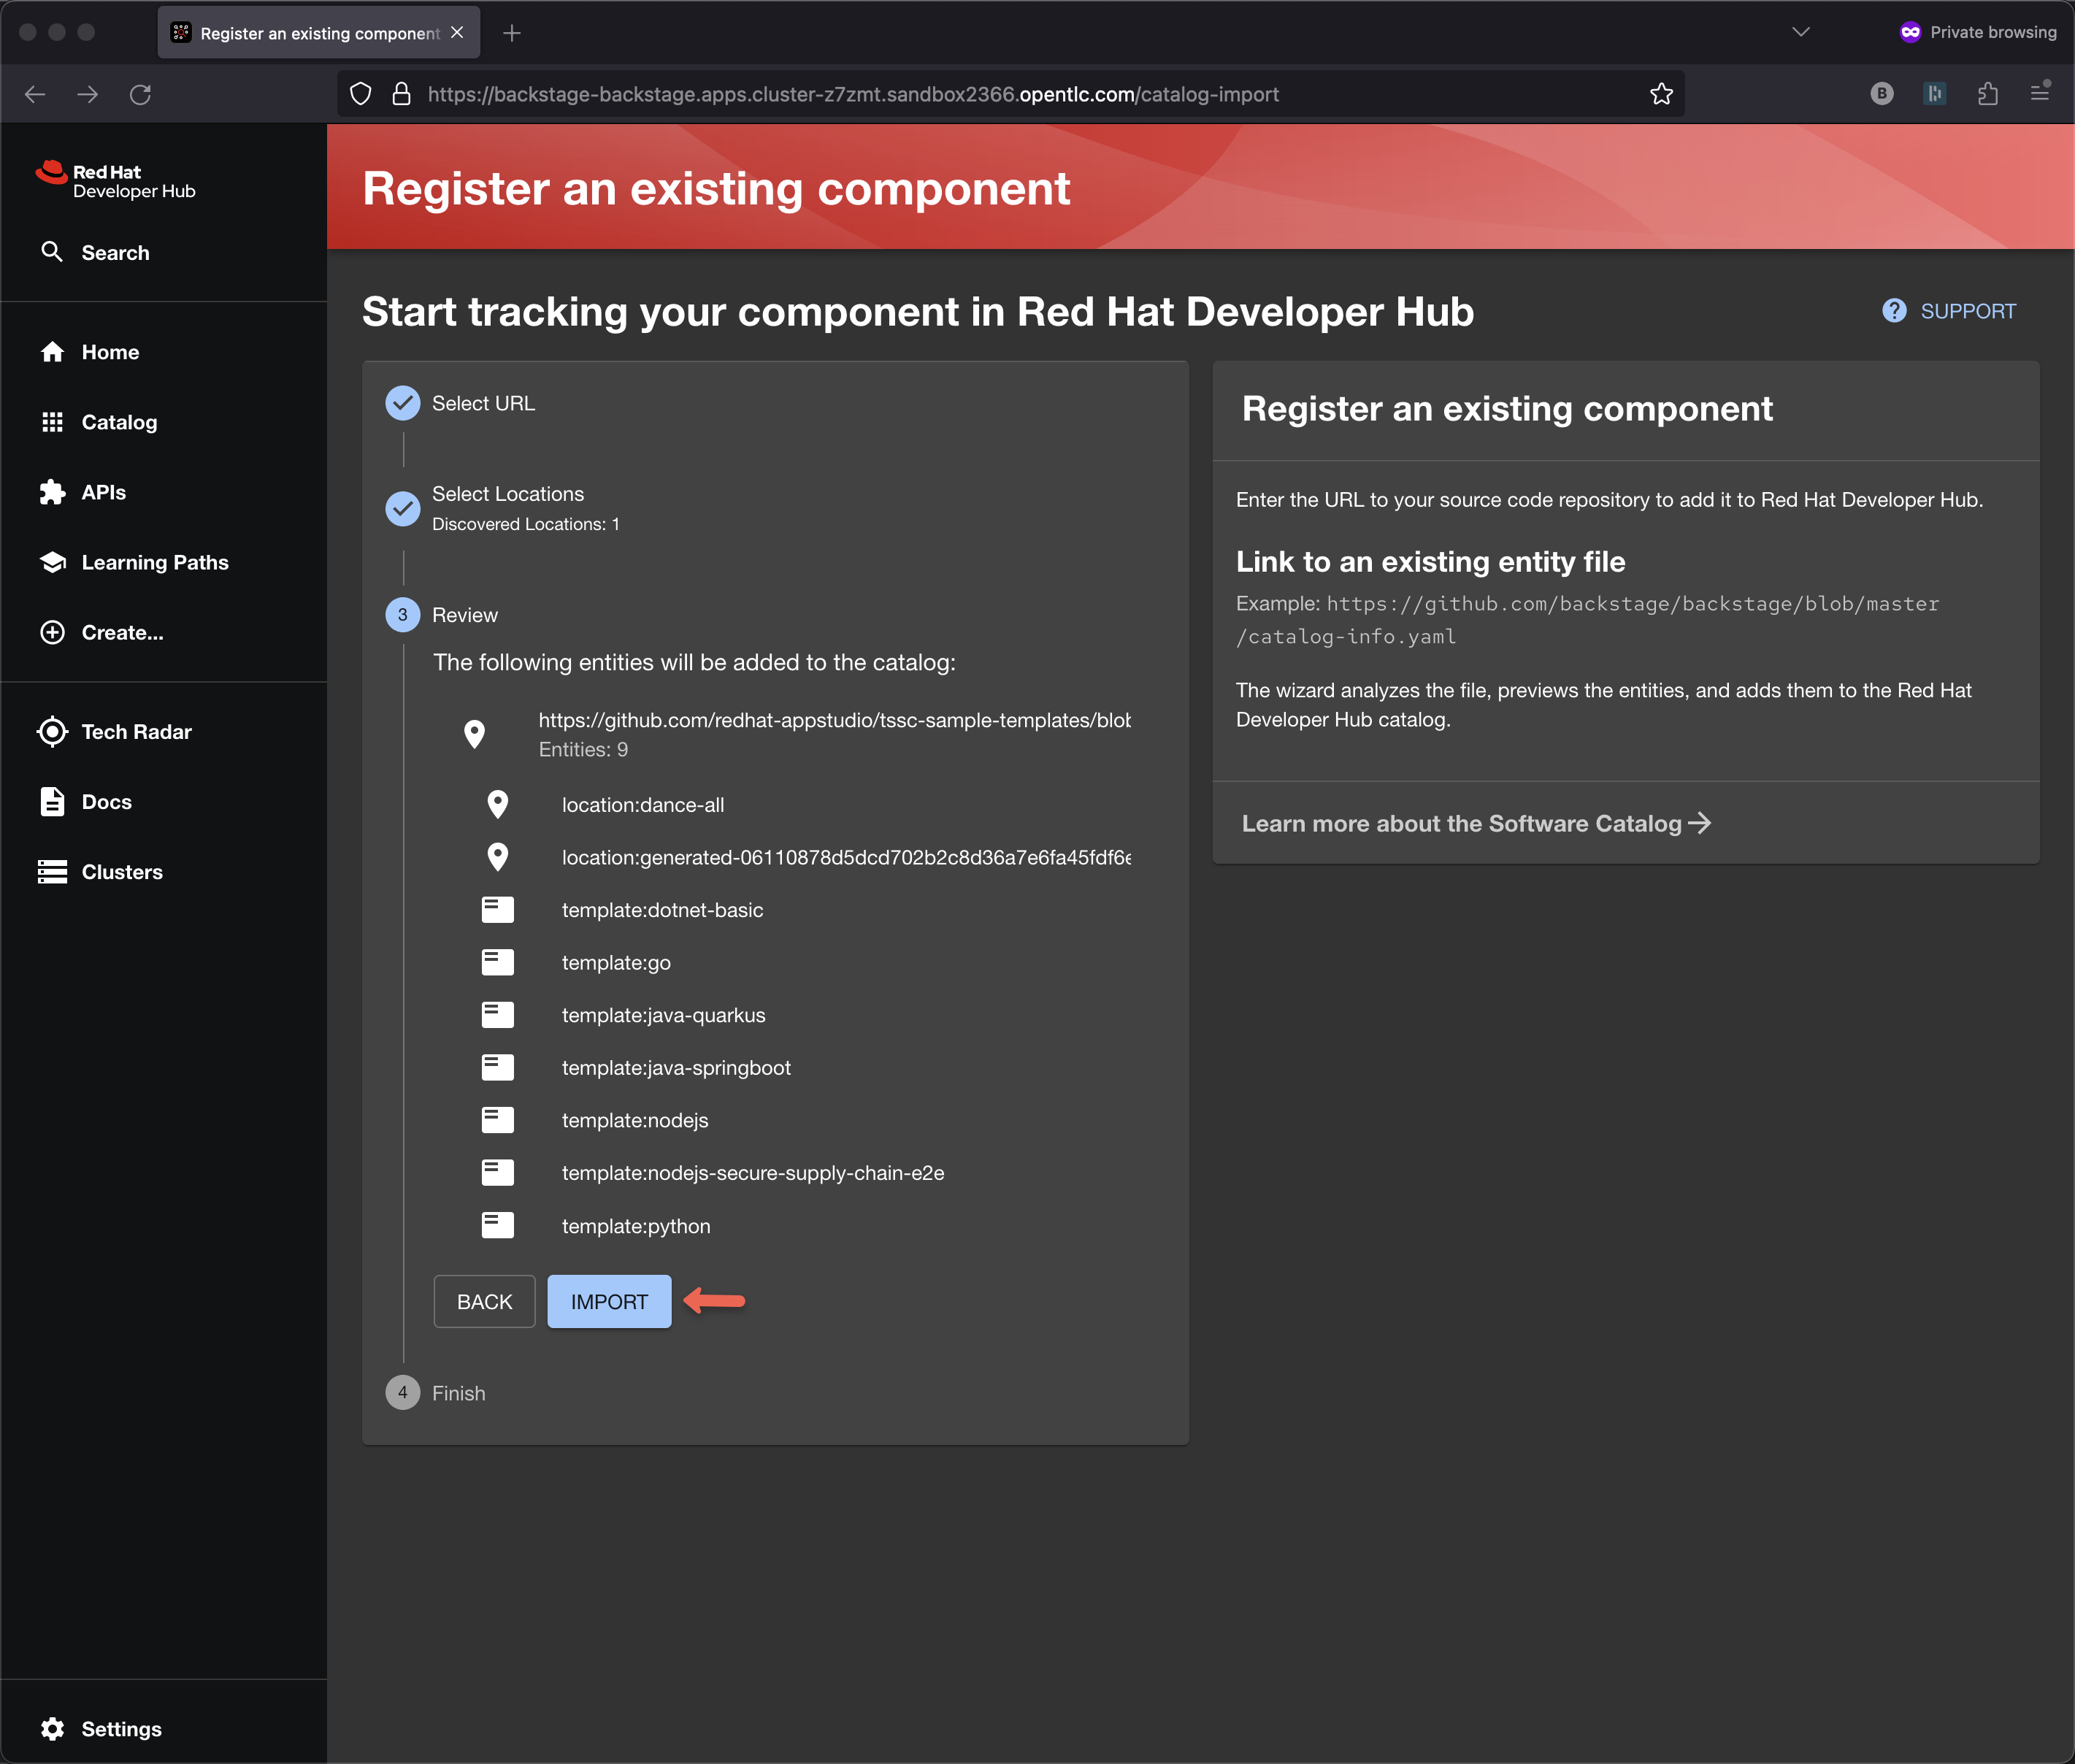 Register an existing component
Private browsing
https://backstage-backstage.apps.cluster-z7zmt.sandbox2366.opentlc.com/catalog-import
B
Red Hat
Developer Hub
Search
Home
Catalog
APIs
Learning Paths
Create...
Tech Radar
Docs
Clusters
Settings
Register an existing component
Start tracking your component in Red Hat Developer Hub
? SUPPORT
Select URL
Select Locations
Discovered Locations: 1
3 Review
The following entities will be added to the catalog:
https://github.com/redhat-appstudio/tssc-sample-templates/blob
Entities: 9
location:dance-all
location:generated-06110878d5dcd702b2c8d36a7e6fa45fdf6e
template:dotnet-basic
template:go
template:java-quarkus
template:java-springboot
template:nodejs
template:nodejs-secure-supply-chain-e2e
template:python
BACK
IMPORT
4 Finish
Register an existing component
Enter the URL to your source code repository to add it to Red Hat Developer Hub.
Link to an existing entity file
Example: https://github.com/backstage/backstage/blob/master
/catalog-info.yaml
The wizard analyzes the file, previews the entities, and adds them to the Red Hat
Developer Hub catalog.
Learn more about the Software Catalog